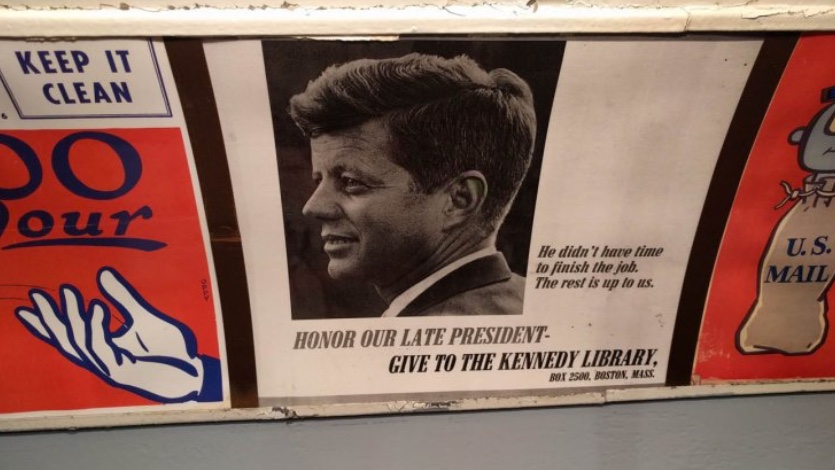 KEEP IT
CLEAN
OO
our
He didn't have time
to finish the job.
The rest is up to us.
HONOR OUR LATE PRESIDENT-
GIVE TO THE KENNEDY LIBRARY,
BOX 2500, BOSTON, MASS.
U.S.
MAIL